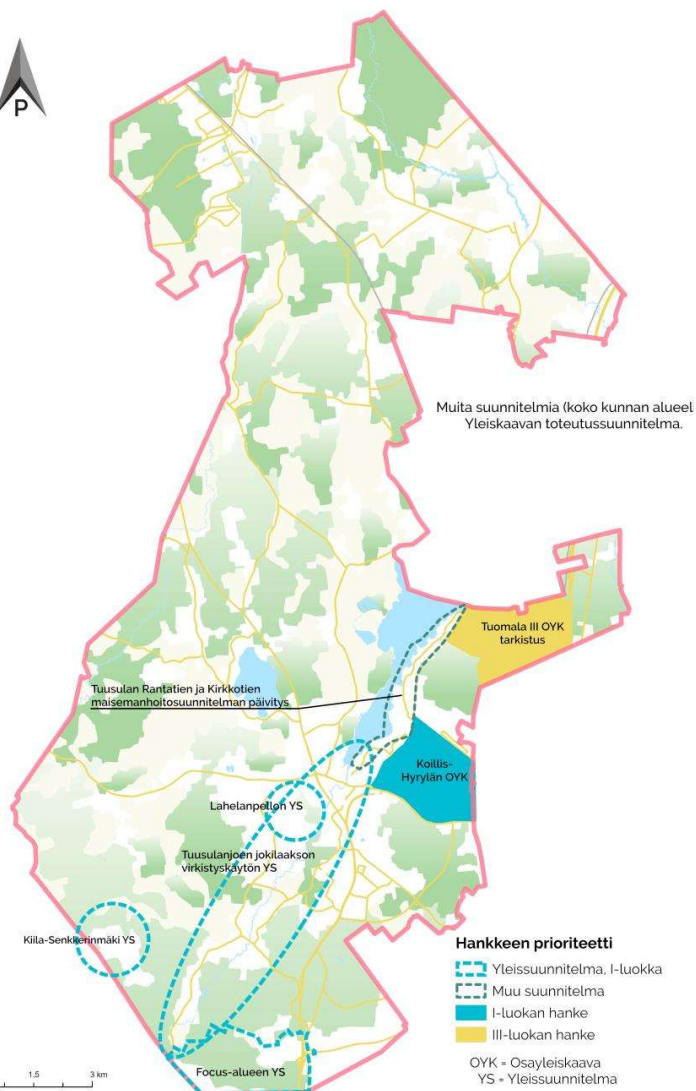 P
Muita suunnitelmia (koko kunnan alueel
Yleiskaavan toteutussuunnitelma.
Tuomala III OYK
tarkistus
Tuusulan Rantatien ja Kirkkotien
maisemanhoitosuunnitelman päivitys
Koillis-
Hyrylän OYK
Lahelanpellon YS
Tuusulanjoen jokilaakson
virkistyskäytön YS
Kiila-Senkkerinmäki YS
Focus-alueen YS
Hankkeen prioriteetti
Yleissuunnitelma, I-luokka
Muu suunnitelma
I-luokan hanke
III-luokan hanke
OYK = Osayleiskaava
YS = Yleissuunnitelma
1,5 3 km